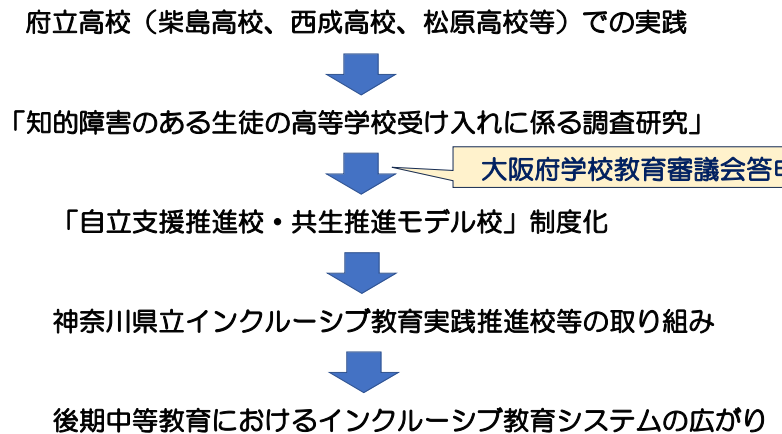 府立高校（柴島高校、西成高校、松原高校等）での実践
「知的障害のある生徒の高等学校受け入れに係る調査研究」
大阪府学校教育審議会答申
「自立支援推進校・共生推進モデル校」制度化
神奈川県立インクルーシブ教育実践推進校等の取り組み
後期中等教育におけるインクルーシブ教育システムの広がり